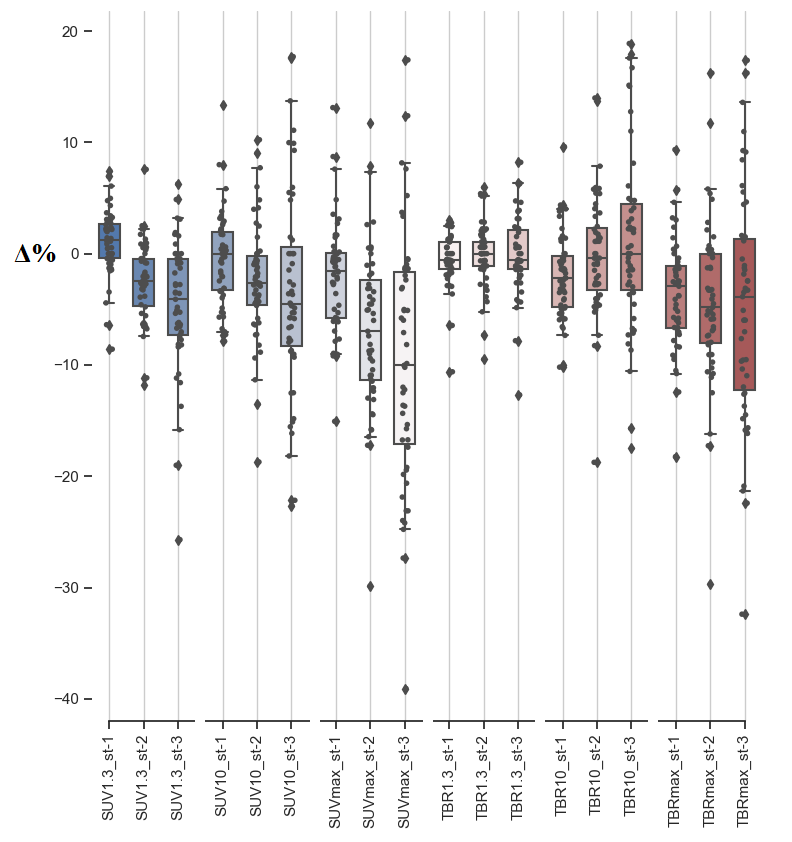 20
10
Δ%
0
−10
−20
−30
−40
SUV1.3_st-1
SUV1.3_st-2
SUV1.3_st-3
SUV10_st-1
SUV10_st-2
SUV10_st-3
SUVmax_st-1
SUVmax_st-2
SUVmax_st-3
TBR1.3_st-1
TBR1.3_st-2
TBR1.3_st-3
TBR10_st-1
TBR10_st-2
TBR10_st-3
TBRmax_st-1
TBRmax_st-2
TBRmax_st-3